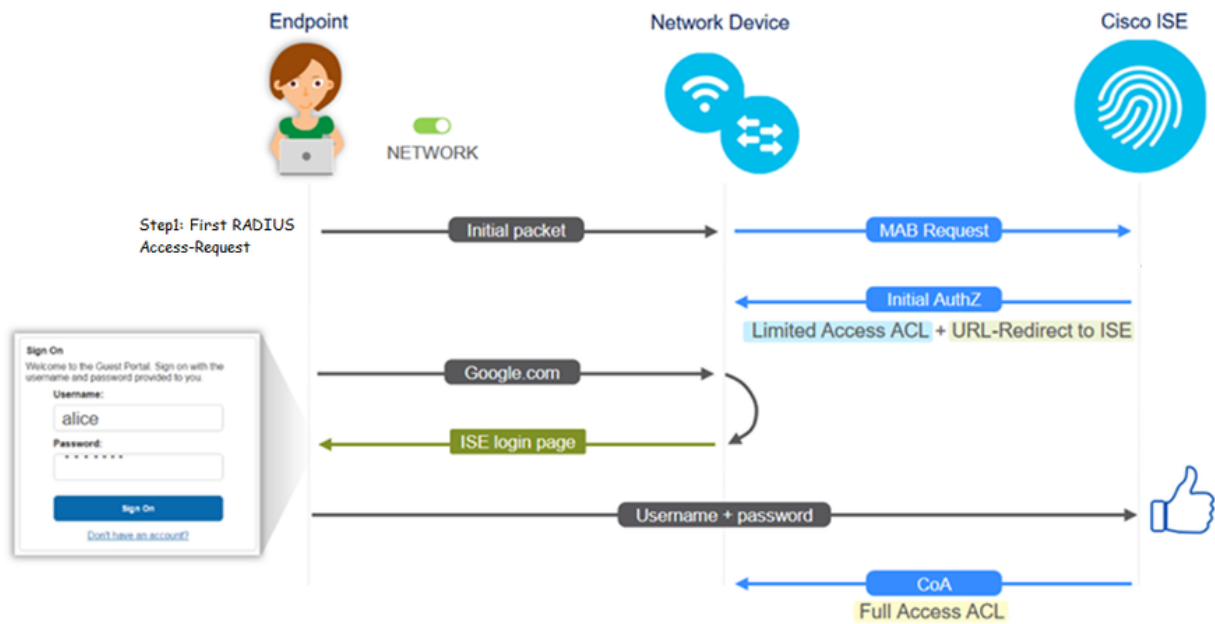 Endpoint
Network Device
Cisco ISE
NETWORK
Step1: First RADIUS
Access-Request
Initial packet
MAB Request
Initial AuthZ
Limited Access ACL + URL-Redirect to ISE
Sign On
Welcome to the Guest Portal. Sign on with the
username and password provided to you.
Username:
alice
Password:
Sign On
Don't have an account?
Google.com
ISE login page
Username + password
CoA
Full Access ACL